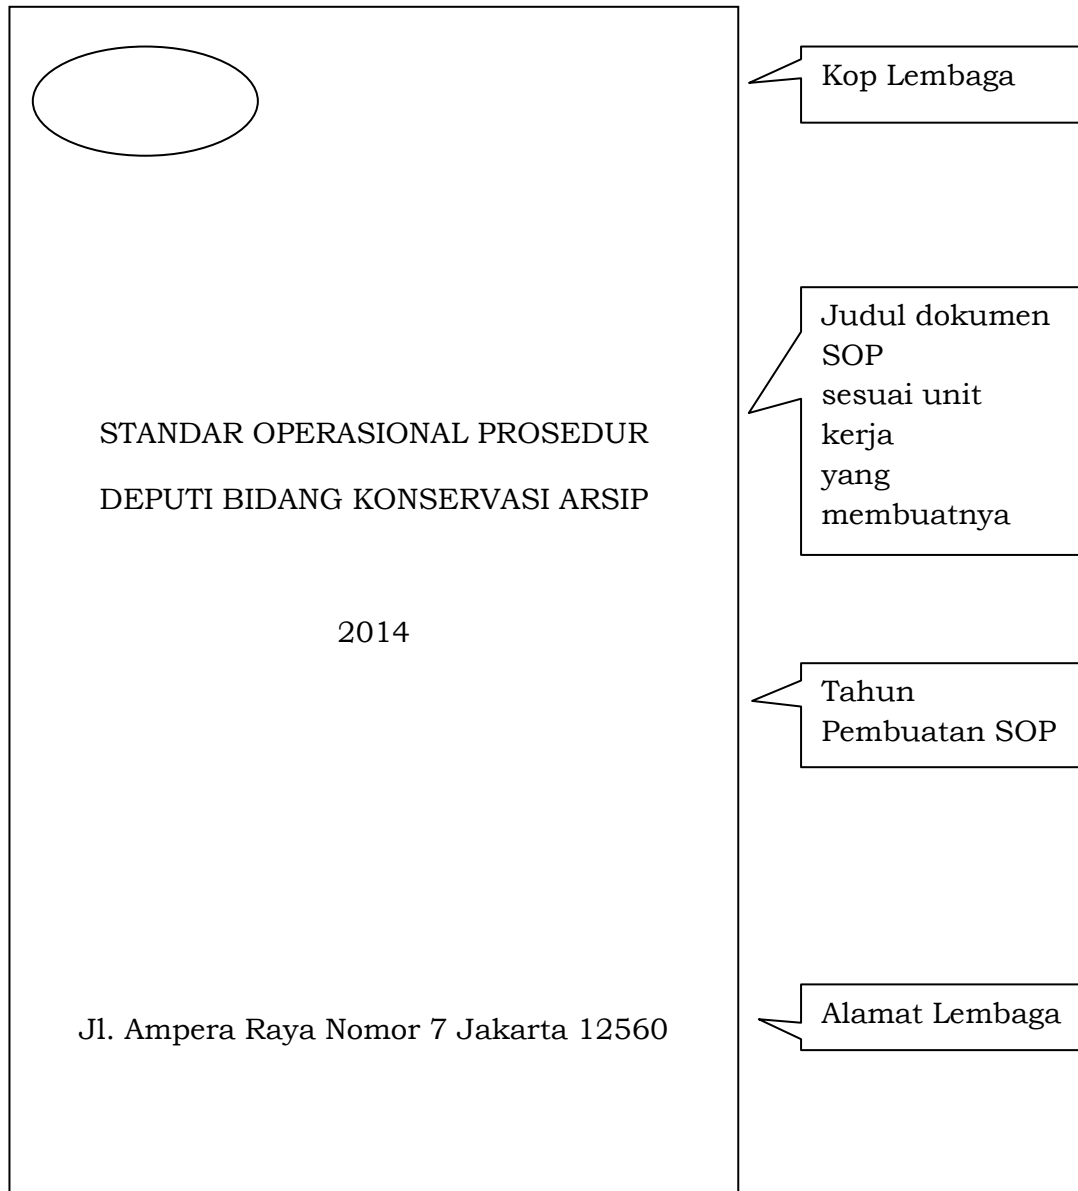 Kop Lembaga
Judul dokumen
SOP
sesuai unit
kerja
yang
membuatnya
STANDAR OPERASIONAL PROSEDUR
DEPUTI BIDANG KONSERVASI ARSIP
2014
Tahun
Pembuatan SOP
Jl. Ampera Raya Nomor 7 Jakarta 12560
Alamat Lembaga